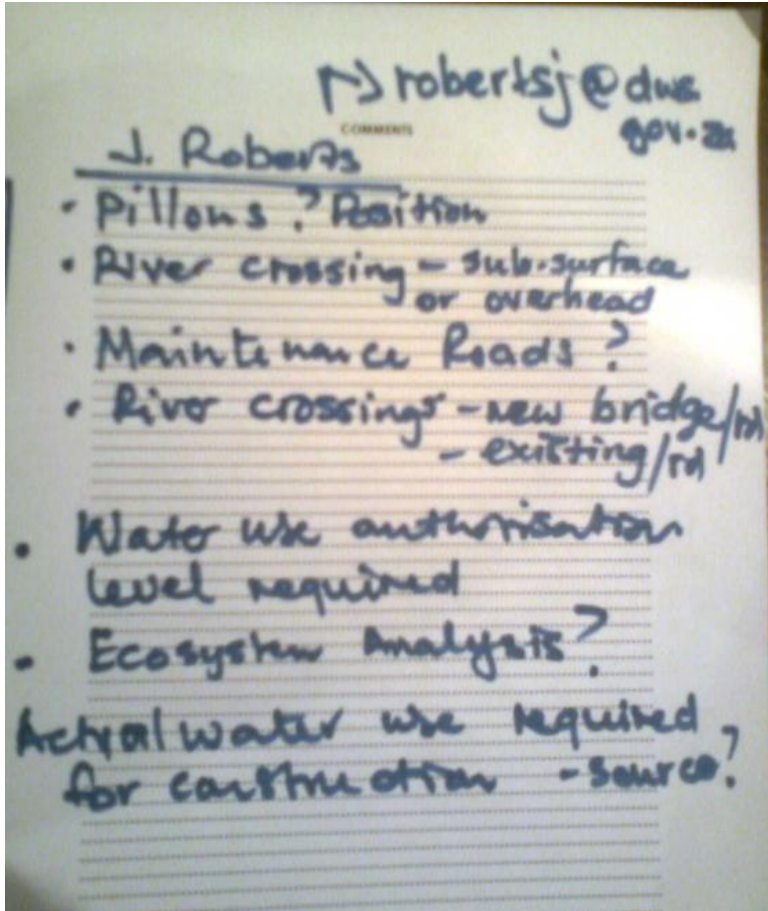 robertsj@dws.
gov.za
COMMENTS
J. Roberts
• Pillons ? Position
• River crossing - sub-surface
or overhead
• Maintenance Roads ?
• River crossings - new bridge/rd
- existing/rd
• Water use authorisation
level required
• Ecosystem Analysis ?
Actual water use required
for construction - source?